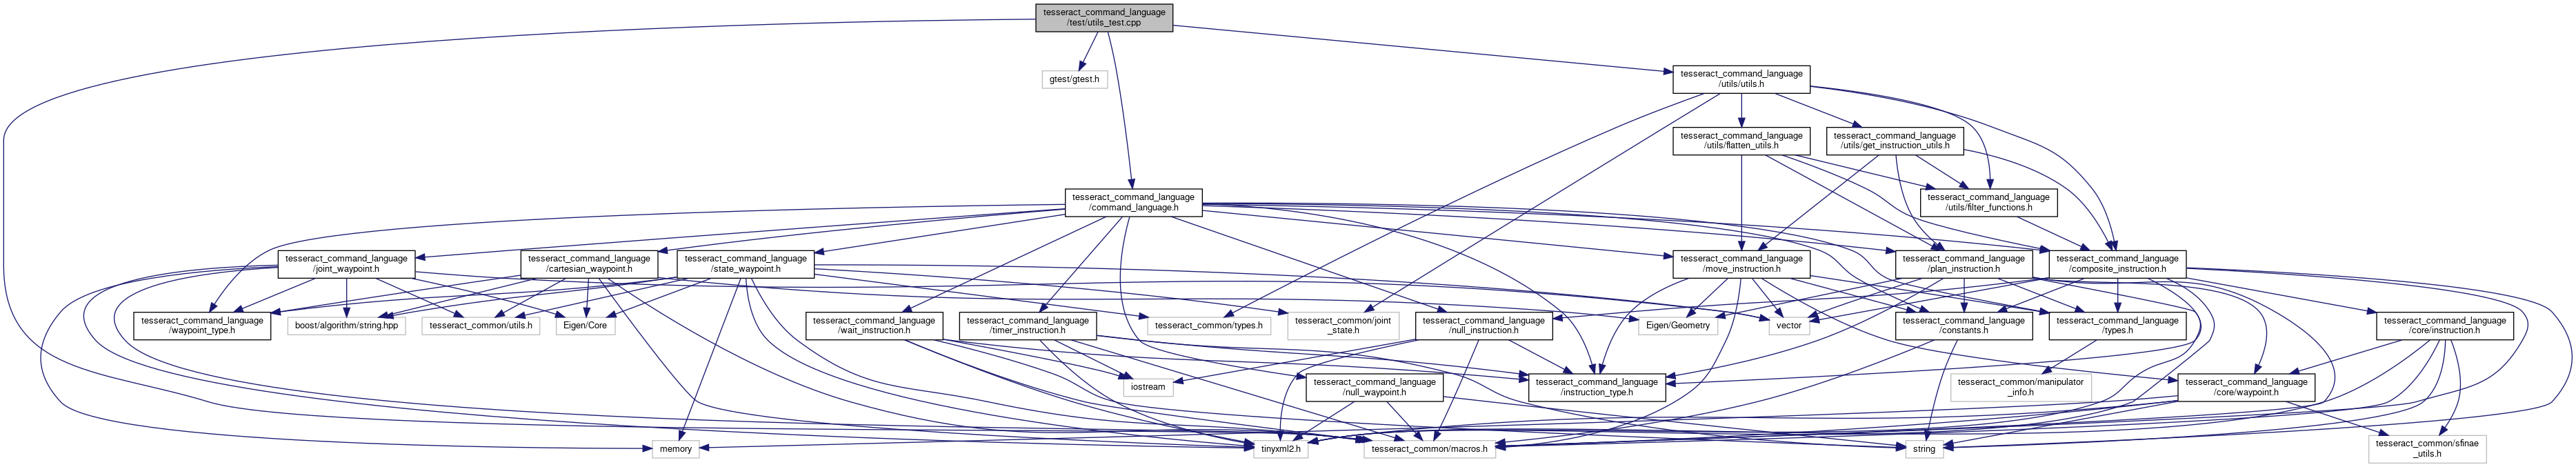 tesseract_command_language
/test/utils_test.cpp
gtest/gtest.h
tesseract_command_language
/utils/utils.h
tesseract_command_language
/utils/flatten_utils.h
tesseract_command_language
/utils/get_instruction_utils.h
tesseract_command_language
/command_language.h
tesseract_command_language
/utils/filter_functions.h
tesseract_command_language
/joint_waypoint.h
tesseract_command_language
/cartesian_waypoint.h
tesseract_command_language
/state_waypoint.h
tesseract_command_language
/move_instruction.h
tesseract_command_language
/plan_instruction.h
tesseract_command_language
/composite_instruction.h
tesseract_command_language
/waypoint_type.h
boost/algorithm/string.hpp
tesseract_common/utils.h
Eigen/Core
tesseract_command_language
/wait_instruction.h
tesseract_command_language
/timer_instruction.h
tesseract_common/types.h
tesseract_common/joint
_state.h
tesseract_command_language
/null_instruction.h
Eigen/Geometry
vector
tesseract_command_language
/constants.h
tesseract_command_language
/types.h
tesseract_command_language
/core/instruction.h
iostream
tesseract_command_language
/null_waypoint.h
tesseract_command_language
/instruction_type.h
tesseract_common/manipulator
_info.h
tesseract_command_language
/core/waypoint.h
memory
tinyxml2.h
tesseract_common/macros.h
string
tesseract_common/sfinae
_utils.h